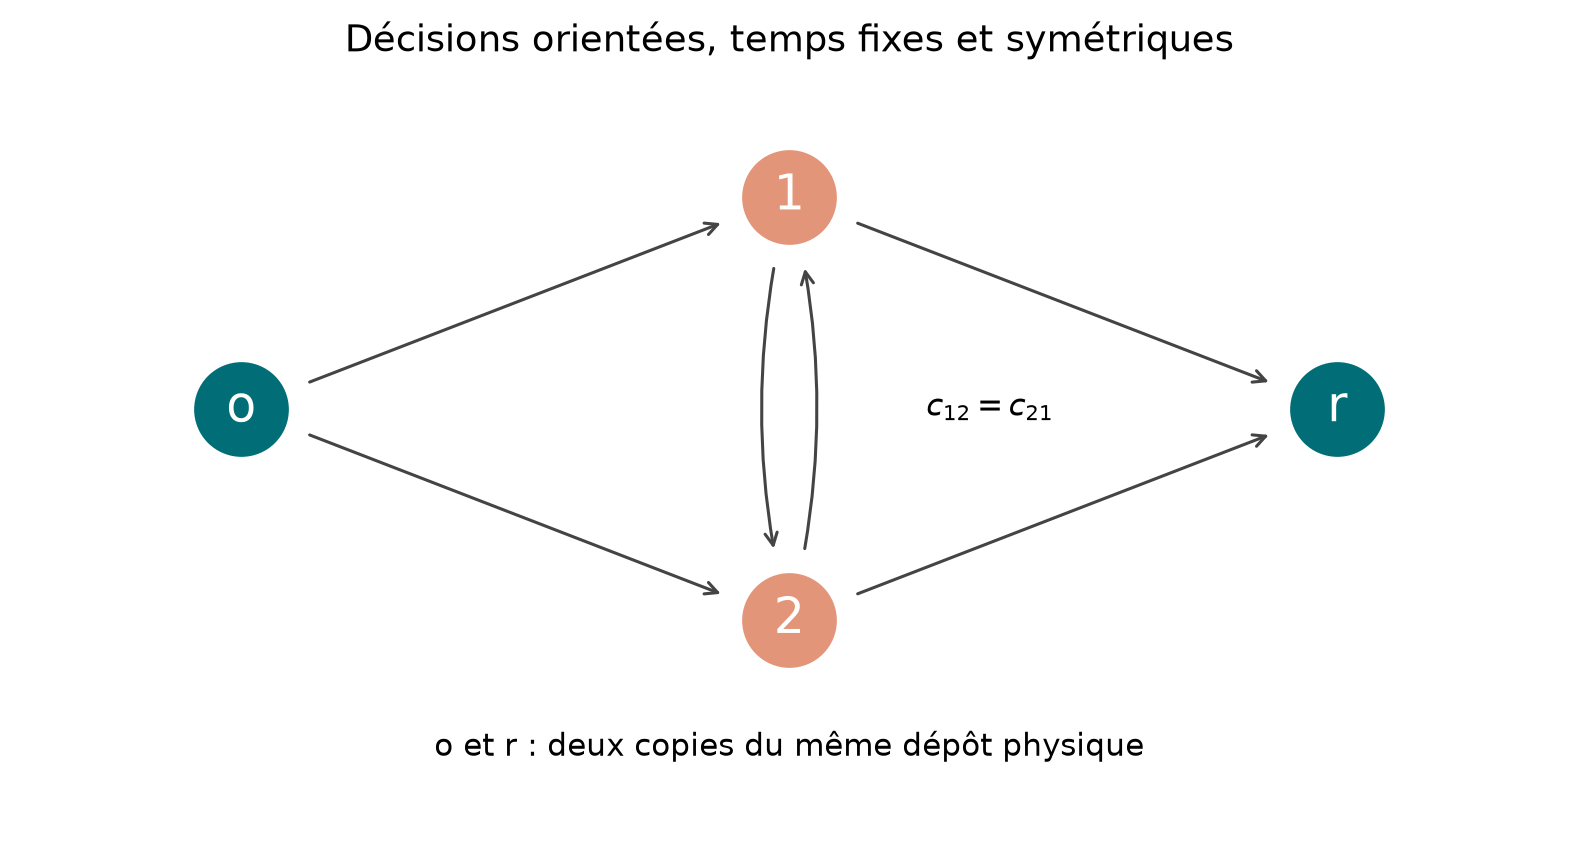 Décisions orientées, temps fixes et symétriques
1
o
c₁₂ = c₂₁
r
2
o et r : deux copies du même dépôt physique